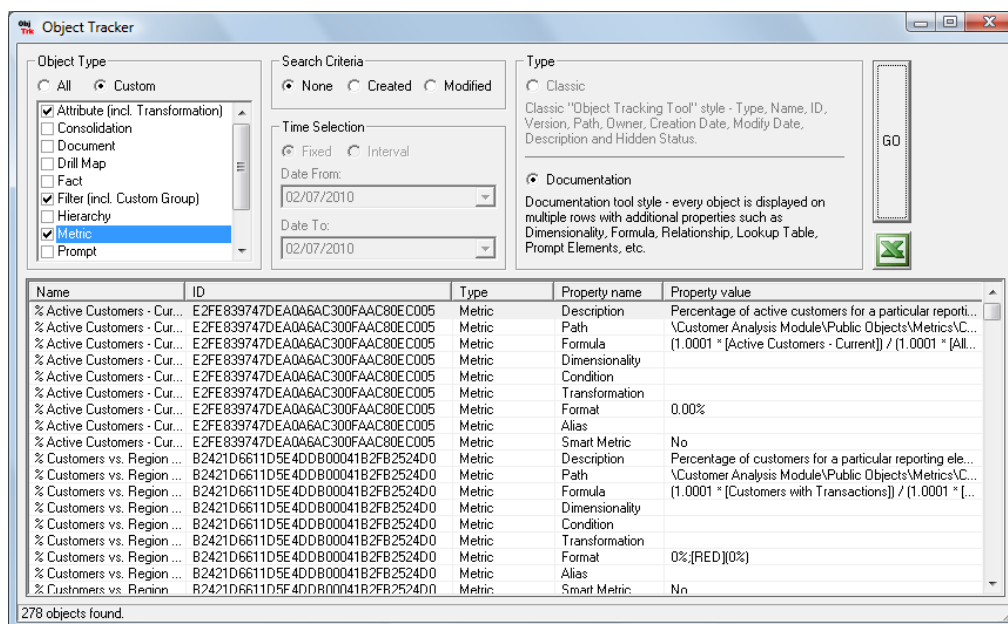 Obj Trk Object Tracker
Object Type
All Custom
Attribute (incl. Transformation)
Consolidation
Document
Drill Map
Fact
Filter (incl. Custom Group)
Hierarchy
Metric
Prompt
Search Criteria
None Created Modified
Time Selection
Fixed Interval
Date From:
02/07/2010
Date To:
02/07/2010
Type
Classic
Classic "Object Tracking Tool" style - Type, Name, ID,
Version, Path, Owner, Creation Date, Modify Date,
Description and Hidden Status.
Documentation
Documentation tool style - every object is displayed on
multiple rows with additional properties such as
Dimensionality, Formula, Relationship, Lookup Table,
Prompt Elements, etc.
GO
Name ID Type Property name Property value
% Active Customers - Cur... E2FE839747DEA0A6AC300FAAC80EC005 Metric Description Percentage of active customers for a particular reporti...
% Active Customers - Cur... E2FE839747DEA0A6AC300FAAC80EC005 Metric Path \Customer Analysis Module\Public Objects\Metrics\C...
% Active Customers - Cur... E2FE839747DEA0A6AC300FAAC80EC005 Metric Formula (1.0001 * [Active Customers - Current]) / (1.0001 * [All...
% Active Customers - Cur... E2FE839747DEA0A6AC300FAAC80EC005 Metric Dimensionality
% Active Customers - Cur... E2FE839747DEA0A6AC300FAAC80EC005 Metric Condition
% Active Customers - Cur... E2FE839747DEA0A6AC300FAAC80EC005 Metric Transformation
% Active Customers - Cur... E2FE839747DEA0A6AC300FAAC80EC005 Metric Format 0.00%
% Active Customers - Cur... E2FE839747DEA0A6AC300FAAC80EC005 Metric Alias
% Active Customers - Cur... E2FE839747DEA0A6AC300FAAC80EC005 Metric Smart Metric No
% Customers vs. Region ... B2421D6611D5E4DDB00041B2FB2524D0 Metric Description Percentage of customers for a particular reporting ele...
% Customers vs. Region ... B2421D6611D5E4DDB00041B2FB2524D0 Metric Path \Customer Analysis Module\Public Objects\Metrics\C...
% Customers vs. Region ... B2421D6611D5E4DDB00041B2FB2524D0 Metric Formula (1.0001 * [Customers with Transactions]) / (1.0001 * [...
% Customers vs. Region ... B2421D6611D5E4DDB00041B2FB2524D0 Metric Dimensionality
% Customers vs. Region ... B2421D6611D5E4DDB00041B2FB2524D0 Metric Condition
% Customers vs. Region ... B2421D6611D5E4DDB00041B2FB2524D0 Metric Transformation
% Customers vs. Region ... B2421D6611D5E4DDB00041B2FB2524D0 Metric Format 0%;[RED](0%)
% Customers vs. Region ... B2421D6611D5E4DDB00041B2FB2524D0 Metric Alias
% Customers vs. Region ... B2421D6611D5E4DDB00041B2FB2524D0 Metric Smart Metric No
278 objects found.